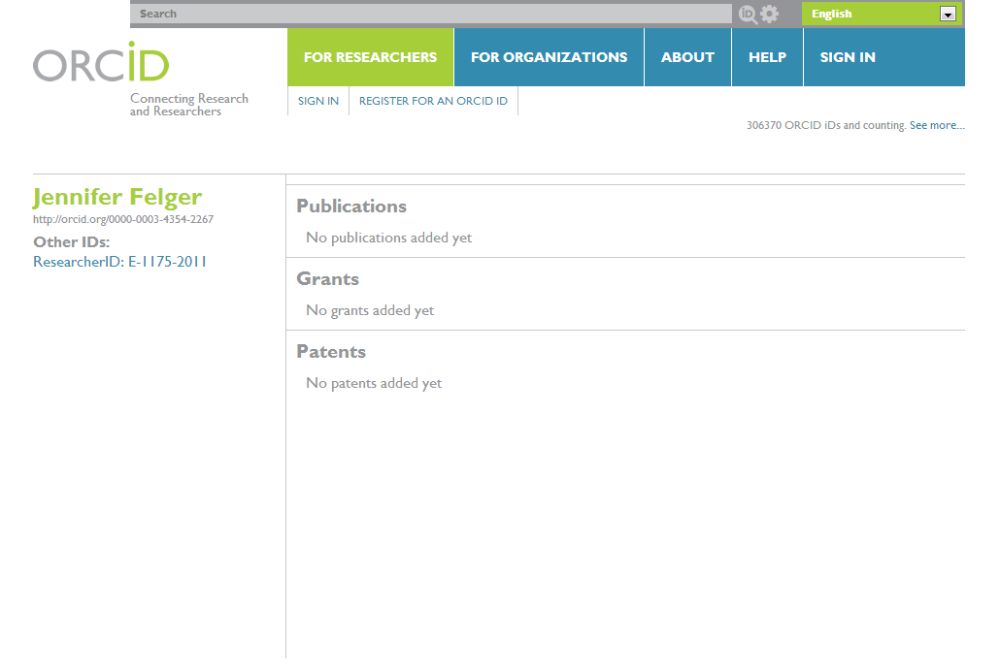 Search
iD
English
ORCiD
Connecting Research
and Researchers
FOR RESEARCHERS
FOR ORGANIZATIONS
ABOUT
HELP
SIGN IN
SIGN IN
REGISTER FOR AN ORCID ID
306370 ORCID iDs and counting. See more...
Jennifer Felger
http://orcid.org/0000-0003-4354-2267
Other IDs:
ResearcherID: E-1175-2011
Publications
No publications added yet
Grants
No grants added yet
Patents
No patents added yet